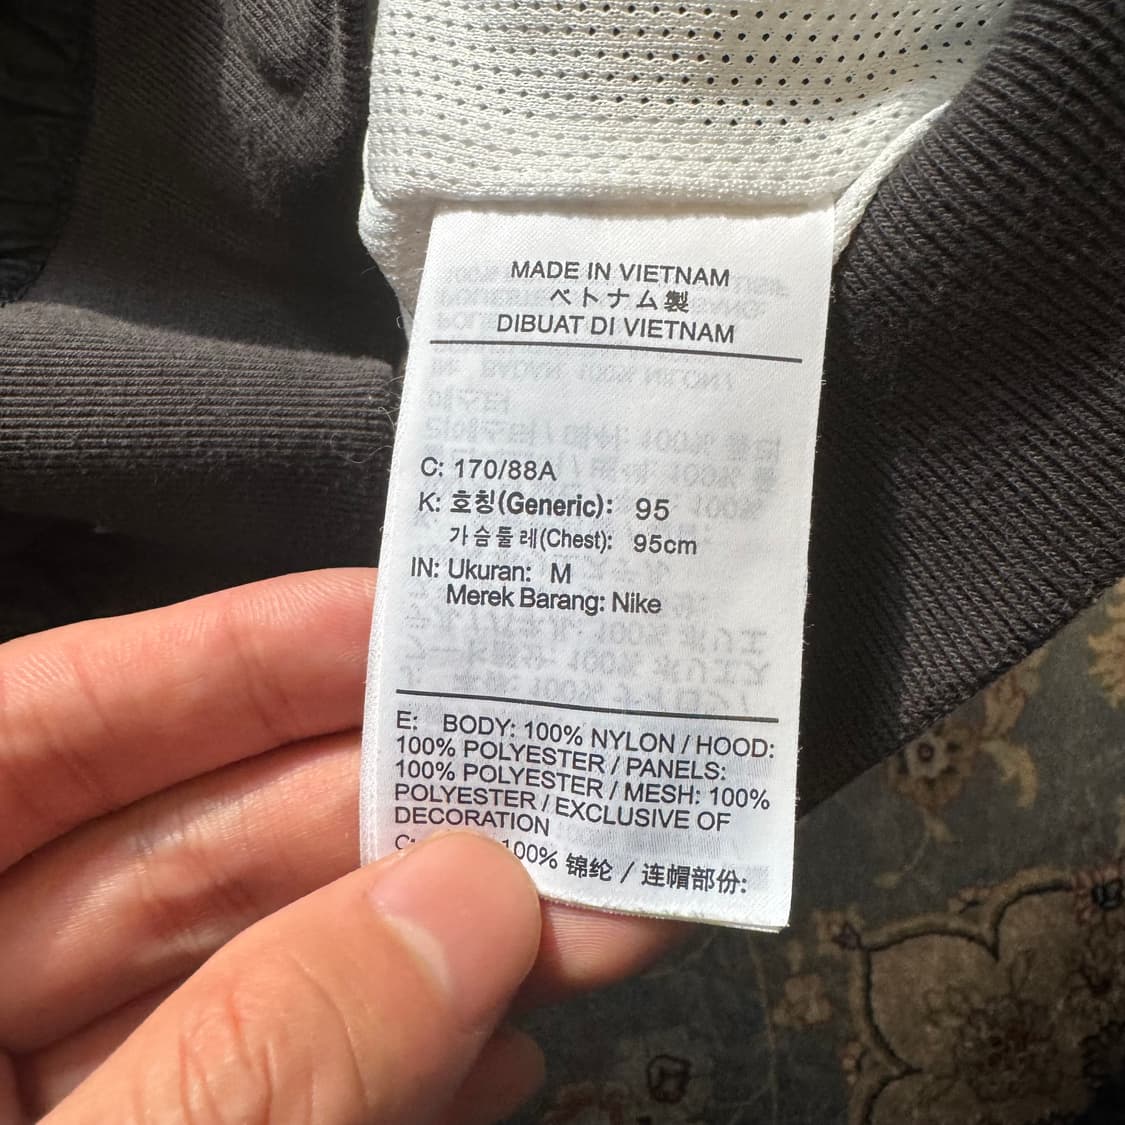 MADE IN VIETNAM
ベトナム製
DIBUAT DI VIETNAM
C: 170/88A
K: 호칭(Generic): 95
가슴둘레(Chest): 95cm
IN: Ukuran: M
Merek Barang: Nike
E: BODY: 100% NYLON / HOOD:
100% POLYESTER / PANELS:
100% POLYESTER / MESH: 100%
POLYESTER / EXCLUSIVE OF
DECORATION
C: 100% 锦纶 / 连帽部份: